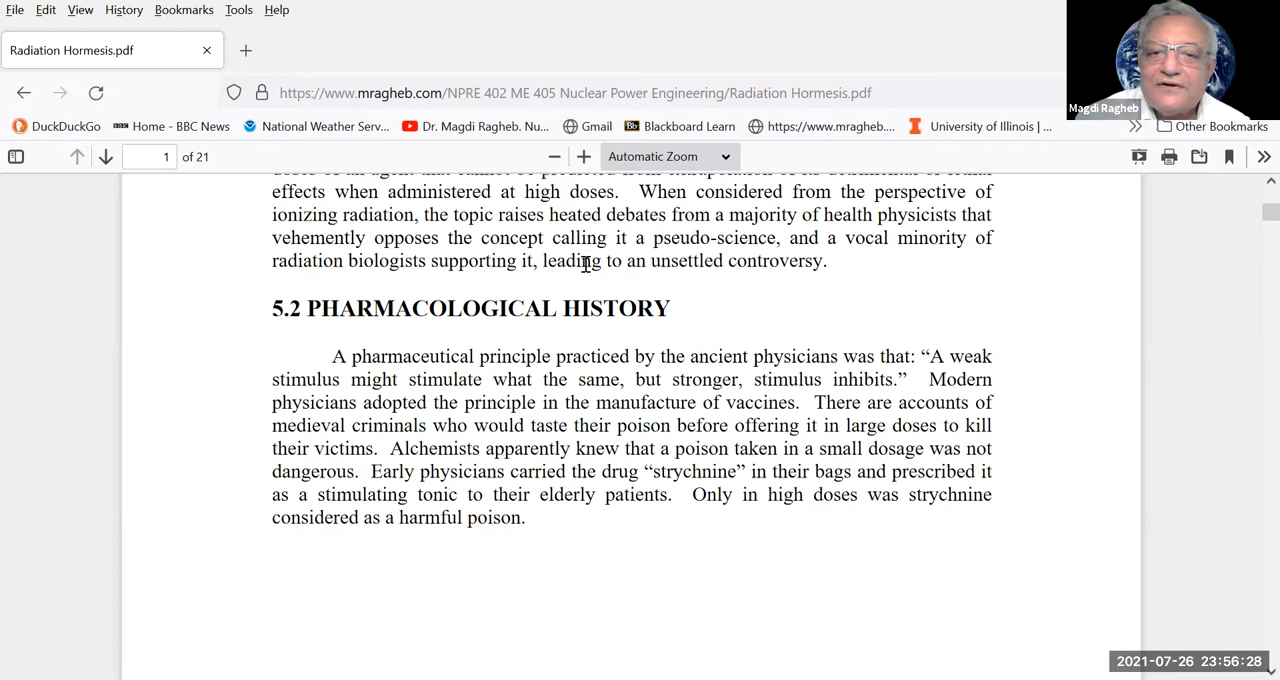 File Edit View History Bookmarks Tools Help
Radiation Hormesis.pdf
https://www.mragheb.com/NPRE 402 ME 405 Nuclear Power Engineering/Radiation Hormesis.pdf
Magdi Ragheb
DuckDuckGo BBC Home - BBC News National Weather Serv... Dr. Magdi Ragheb. Nu... Gmail Bb Blackboard Learn https://www.mragheb.... University of Illinois | ... Other Bookmarks
1 of 21 Automatic Zoom
effects when administered at high doses. When considered from the perspective of
ionizing radiation, the topic raises heated debates from a majority of health physicists that
vehemently opposes the concept calling it a pseudo-science, and a vocal minority of
radiation biologists supporting it, leading to an unsettled controversy.
5.2 PHARMACOLOGICAL HISTORY
A pharmaceutical principle practiced by the ancient physicians was that: “A weak
stimulus might stimulate what the same, but stronger, stimulus inhibits.” Modern
physicians adopted the principle in the manufacture of vaccines. There are accounts of
medieval criminals who would taste their poison before offering it in large doses to kill
their victims. Alchemists apparently knew that a poison taken in a small dosage was not
dangerous. Early physicians carried the drug “strychnine” in their bags and prescribed it
as a stimulating tonic to their elderly patients. Only in high doses was strychnine
considered as a harmful poison.
2021-07-26 23:56:28